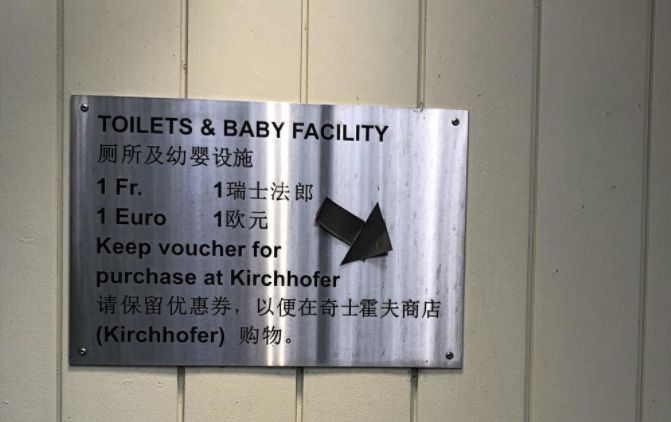 TOILETS & BABY FACILITY
厕所及幼婴设施
1 Fr. 1瑞士法郎
1 Euro 1欧元
Keep voucher for
purchase at Kirchhofer
请保留优惠券，以便在奇士霍夫商店
(Kirchhofer) 购物。